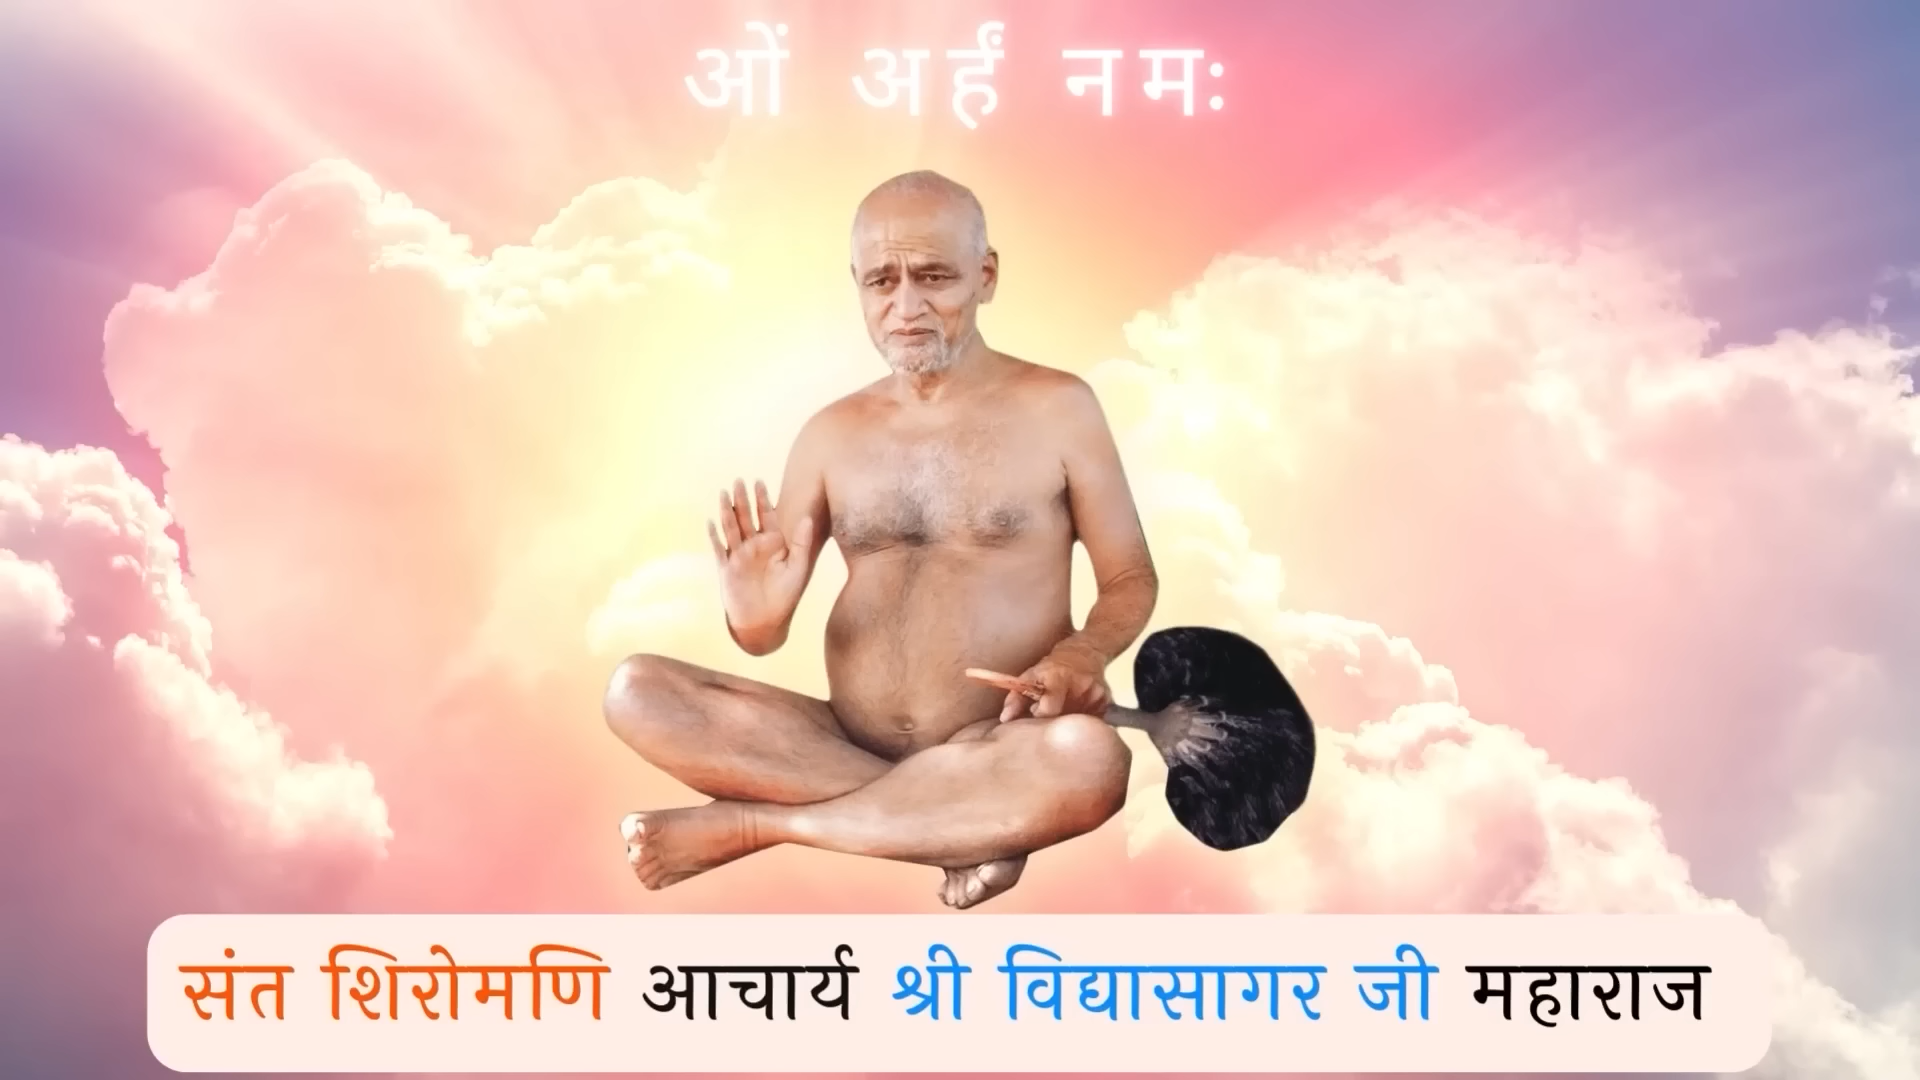 ओं अर्हं नमः
संत शिरोमणि आचार्य श्री विद्यासागर जी महाराज